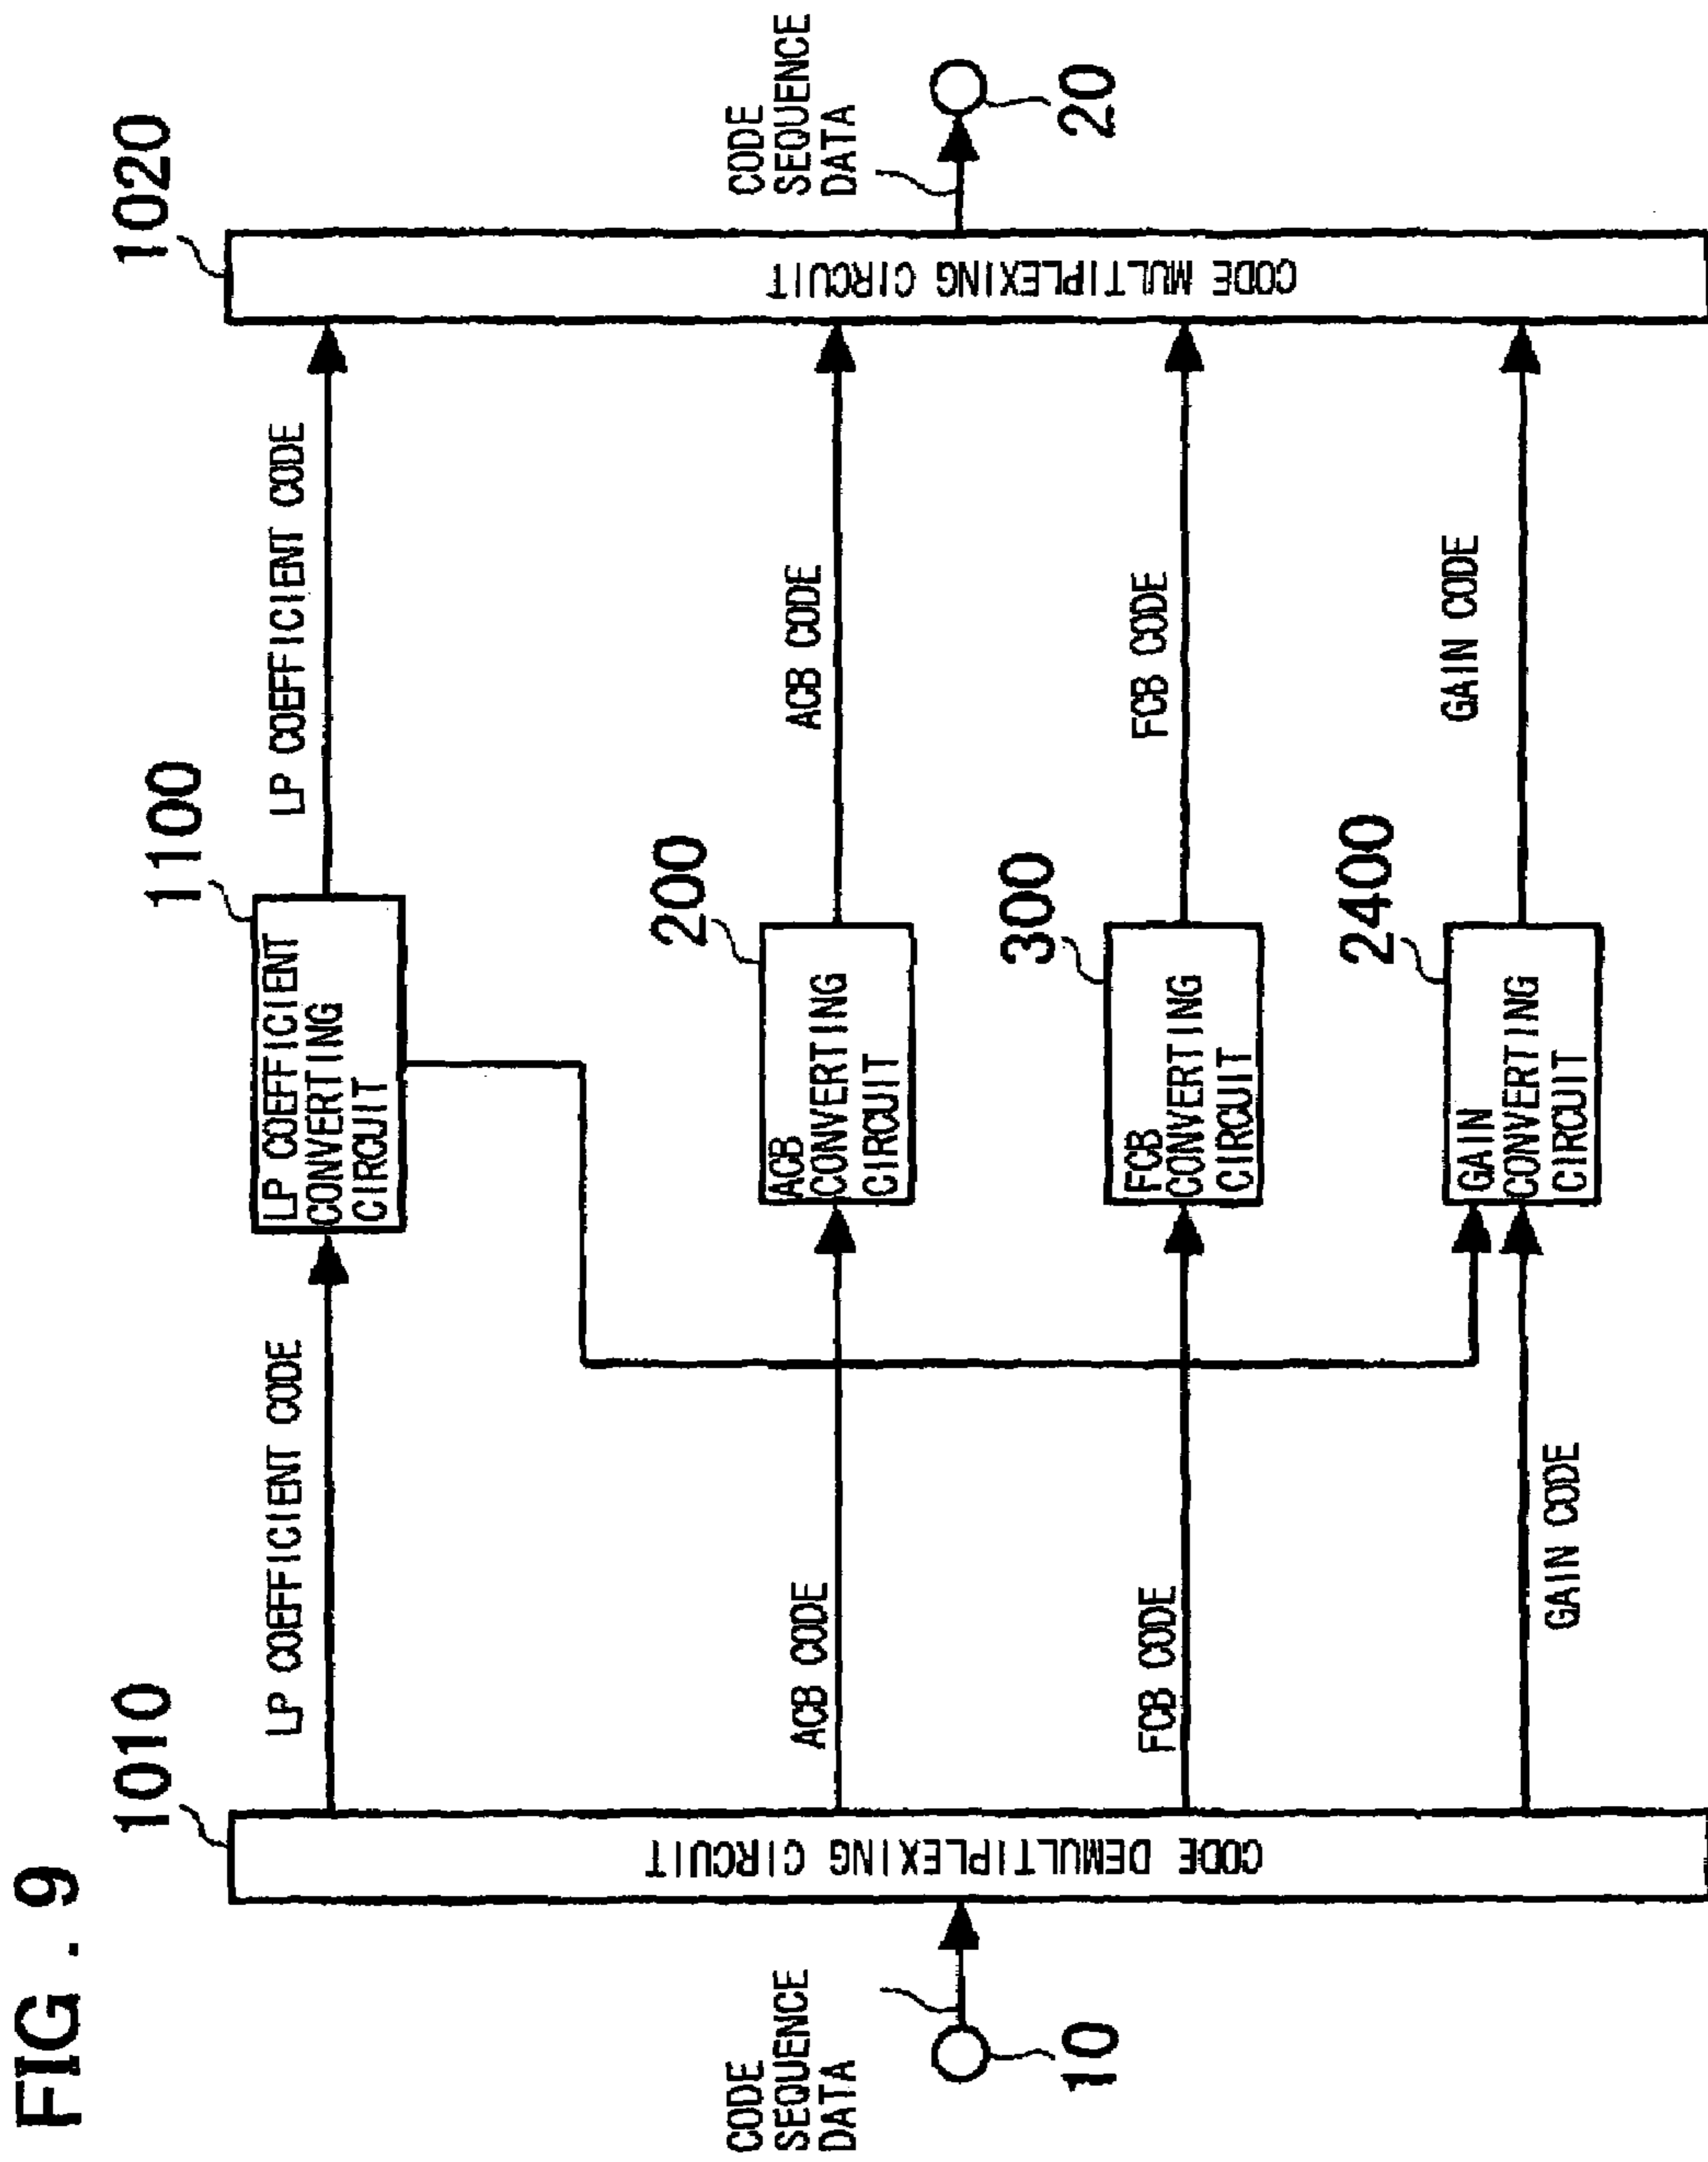 FIG. 9
CODE
SEQUENCE
DATA
10
1010
CODE DEMULTIPLEXING CIRCUIT
LP COEFFICIENT CODE
ACB CODE
FCB CODE
GAIN CODE
1100
LP COEFFICIENT
CONVERTING
CIRCUIT
200
ACB
CONVERTING
CIRCUIT
300
FCB
CONVERTING
CIRCUIT
2400
GAIN
CONVERTING
CIRCUIT
LP COEFFICIENT CODE
ACB CODE
FCB CODE
GAIN CODE
1020
CODE MULTIPLEXING CIRCUIT
CODE
SEQUENCE
DATA
20